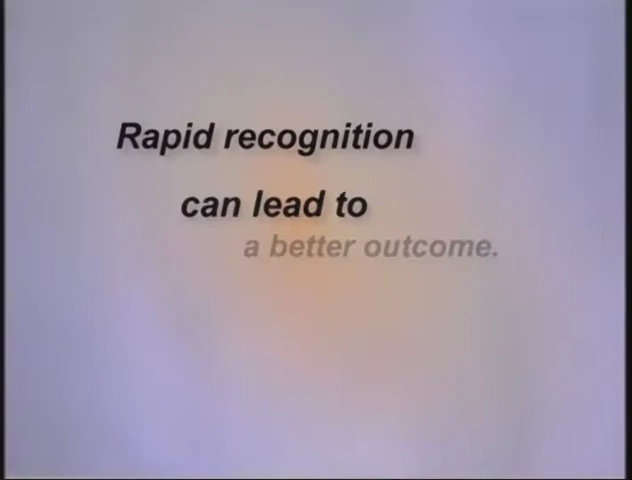 Rapid recognition
can lead to
a better outcome.